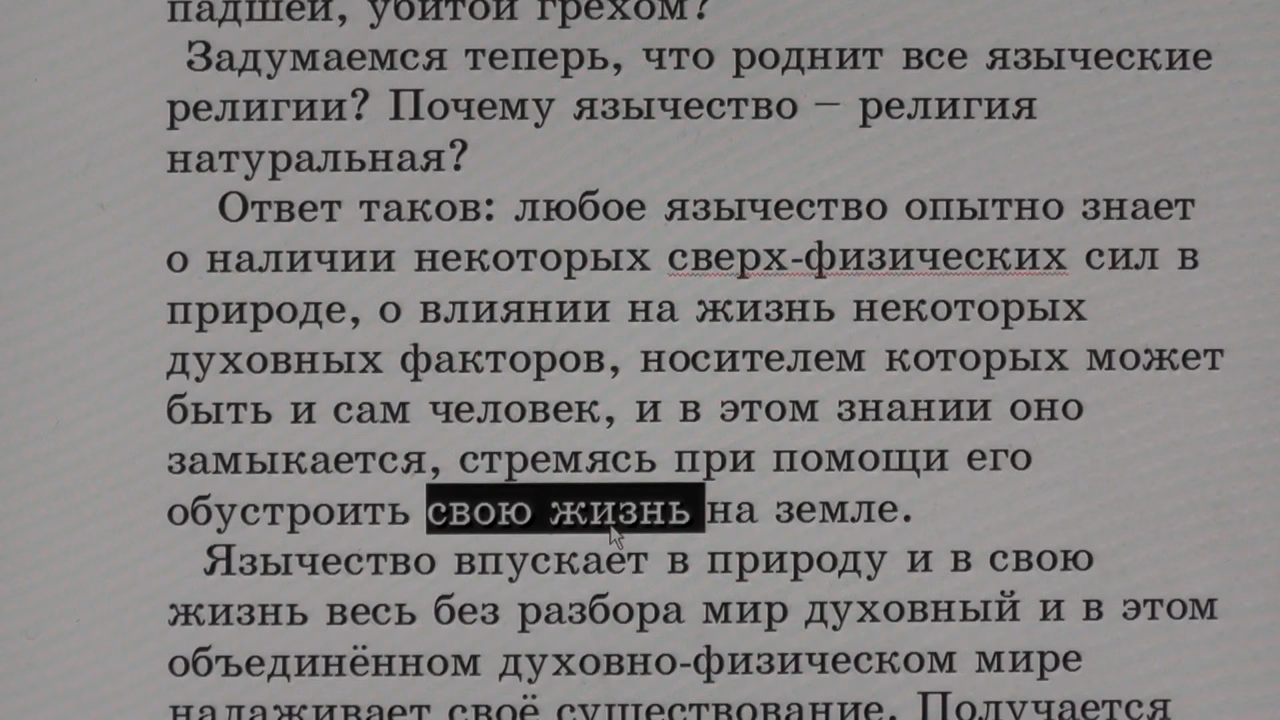 падшей, убитой грехом?
Задумаемся теперь, что роднит все языческие
религии? Почему язычество – религия
натуральная?
Ответ таков: любое язычество опытно знает
о наличии некоторых сверх-физических сил в
природе, о влиянии на жизнь некоторых
духовных факторов, носителем которых может
быть и сам человек, и в этом знании оно
замыкается, стремясь при помощи его
обустроить свою жизнь на земле.
Язычество впускает в природу и в свою
жизнь весь без разбора мир духовный и в этом
объединённом духовно-физическом мире
налаживает своё существование. Получается